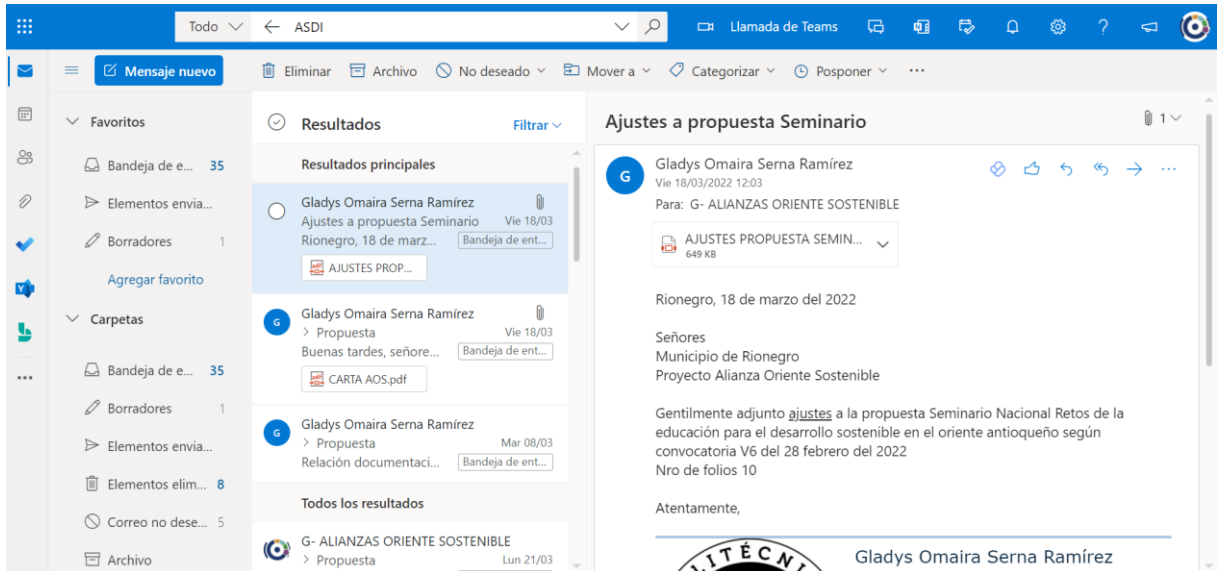 Todo
ASDI
Llamada de Teams
Mensaje nuevo
Eliminar
Archivo
No deseado
Mover a
Categorizar
Posponer
Favoritos
Bandeja de e... 35
Elementos envia...
Borradores 1
Agregar favorito
Carpetas
Bandeja de e... 35
Borradores 1
Elementos envia...
Elementos elim... 8
Correo no dese... 5
Archivo
Resultados
Filtrar
Resultados principales
Gladys Omaira Serna Ramírez
Ajustes a propuesta Seminario Vie 18/03
Rionegro, 18 de marz... Bandeja de ent...
AJUSTES PROP...
G
Gladys Omaira Serna Ramírez
> Propuesta Vie 18/03
Buenas tardes, señore... Bandeja de ent...
CARTA AOS.pdf
G
Gladys Omaira Serna Ramírez
> Propuesta Mar 08/03
Relación documentaci... Bandeja de ent...
Todos los resultados
G- ALIANZAS ORIENTE SOSTENIBLE
> Propuesta Lun 21/03
Ajustes a propuesta Seminario
1
G
Gladys Omaira Serna Ramírez
Vie 18/03/2022 12:03
Para: G- ALIANZAS ORIENTE SOSTENIBLE
AJUSTES PROPUESTA SEMIN...
649 KB
Rionegro, 18 de marzo del 2022
Señores
Municipio de Rionegro
Proyecto Alianza Oriente Sostenible
Gentilmente adjunto ajustes a la propuesta Seminario Nacional Retos de la
educación para el desarrollo sostenible en el oriente antioqueño según
convocatoria V6 del 28 febrero del 2022
Nro de folios 10
Atentamente,
Gladys Omaira Serna Ramírez